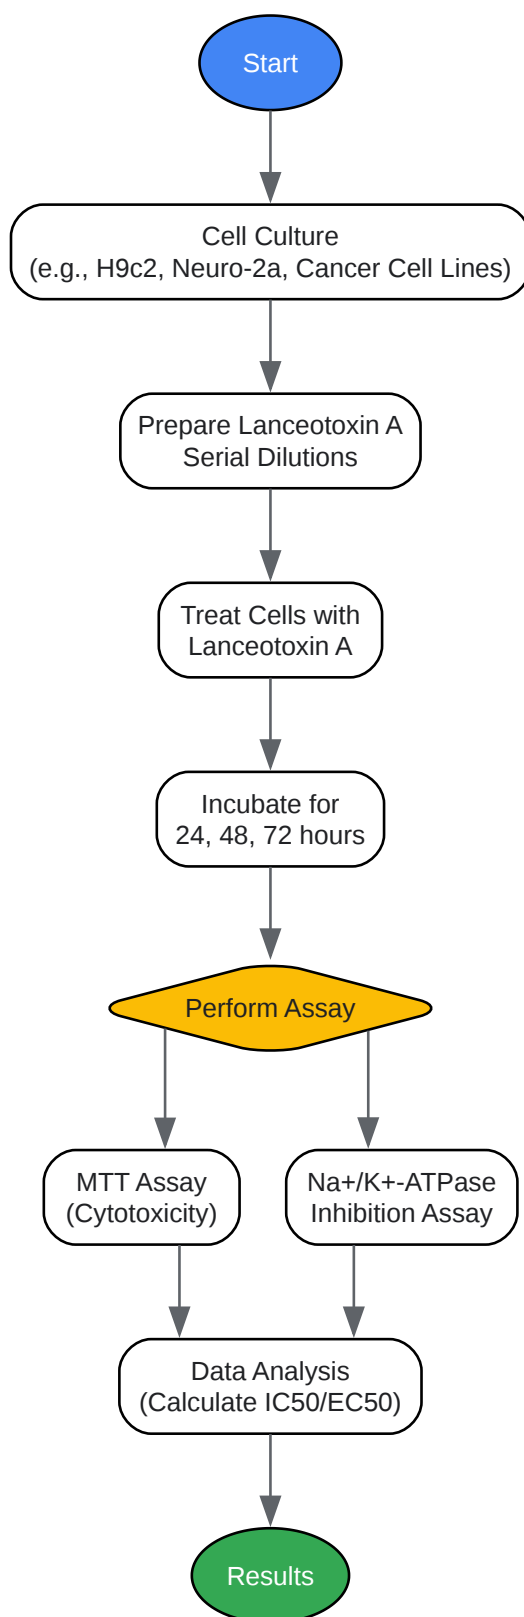 Start
Cell Culture
(e.g., H9c2, Neuro-2a, Cancer Cell Lines)
Prepare Lanceotoxin A
Serial Dilutions
Treat Cells with
Lanceotoxin A
Incubate for
24, 48, 72 hours
Perform Assay
MTT Assay
(Cytotoxicity)
Na+/K+-ATPase
Inhibition Assay
Data Analysis
(Calculate IC50/EC50)
Results